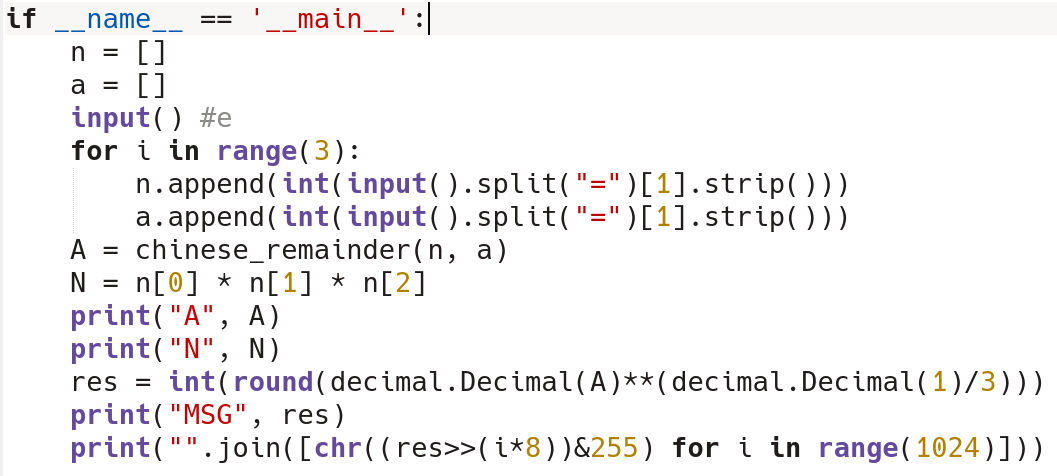 if __name__ == '__main__':
    n = []
    a = []
    input() #e
    for i in range(3):
        n.append(int(input().split("=")[1].strip()))
        a.append(int(input().split("=")[1].strip()))
    A = chinese_remainder(n, a)
    N = n[0] * n[1] * n[2]
    print("A", A)
    print("N", N)
    res = int(round(decimal.Decimal(A)**(decimal.Decimal(1)/3)))
    print("MSG", res)
    print("".join([chr((res>>(i*8))&255) for i in range(1024)]))